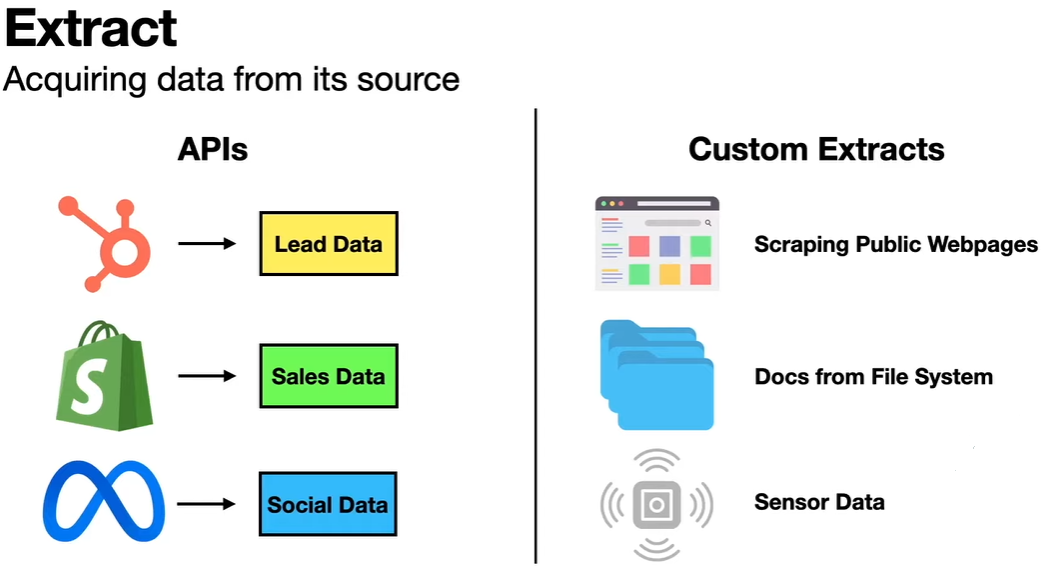 Extract
Acquiring data from its source
APIs
Lead Data
S
Sales Data
Social Data
Custom Extracts
Scraping Public Webpages
Docs from File System
Sensor Data